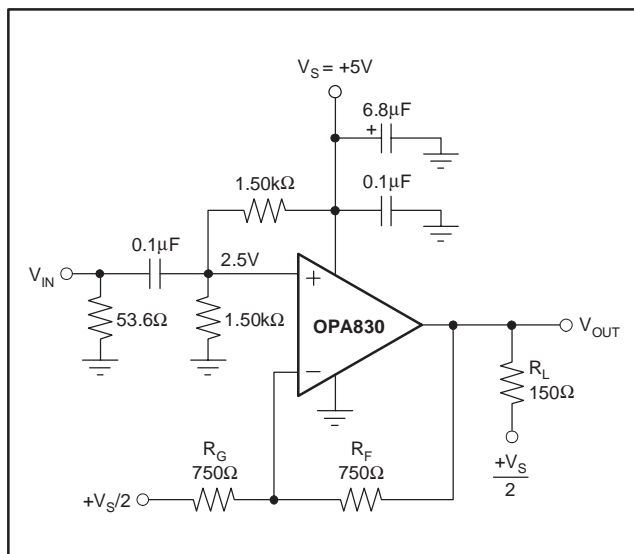 V_S = +5V
6.8μF
+
1.50kΩ
0.1μF
0.1μF
2.5V
V_IN
+
53.6Ω
1.50kΩ
OPA830
V_OUT
−
R_L
150Ω
R_G
750Ω
R_F
750Ω
+V_S/2
+V_S
2